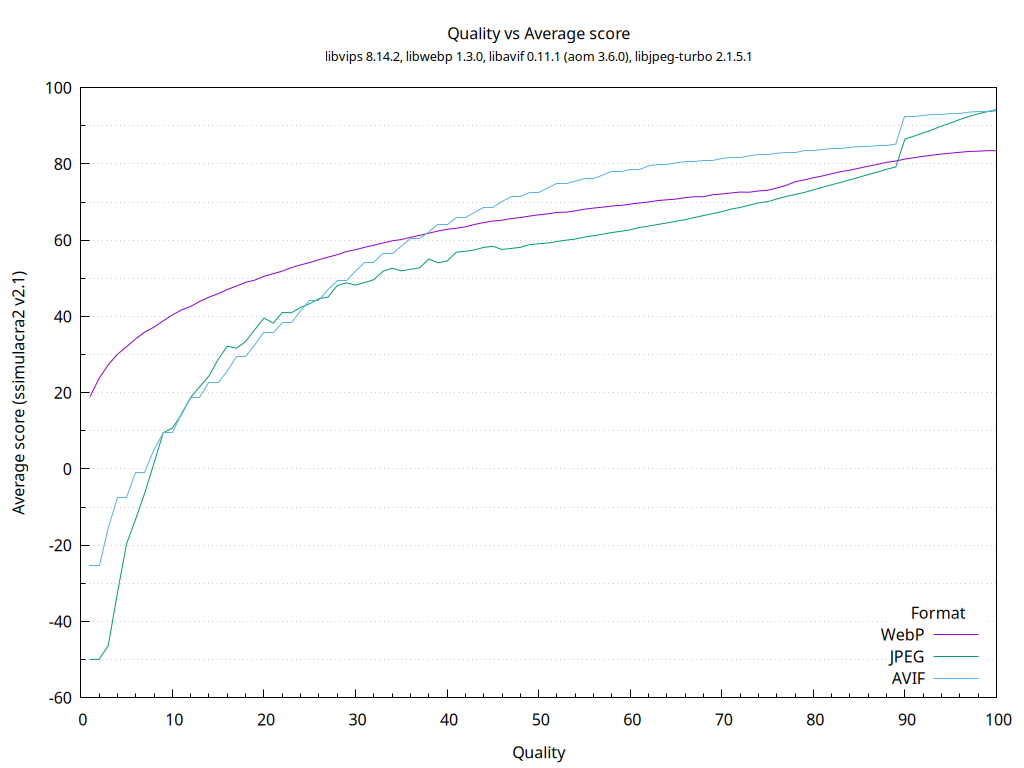 Quality vs Average score
libvips 8.14.2, libwebp 1.3.0, libavif 0.11.1 (aom 3.6.0), libjpeg-turbo 2.1.5.1
Average score (ssimulacra2 v2.1)
100
80
60
40
20
0
-20
-40
-60
Format
WebP
JPEG
AVIF
0 10 20 30 40 50 60 70 80 90 100
Quality